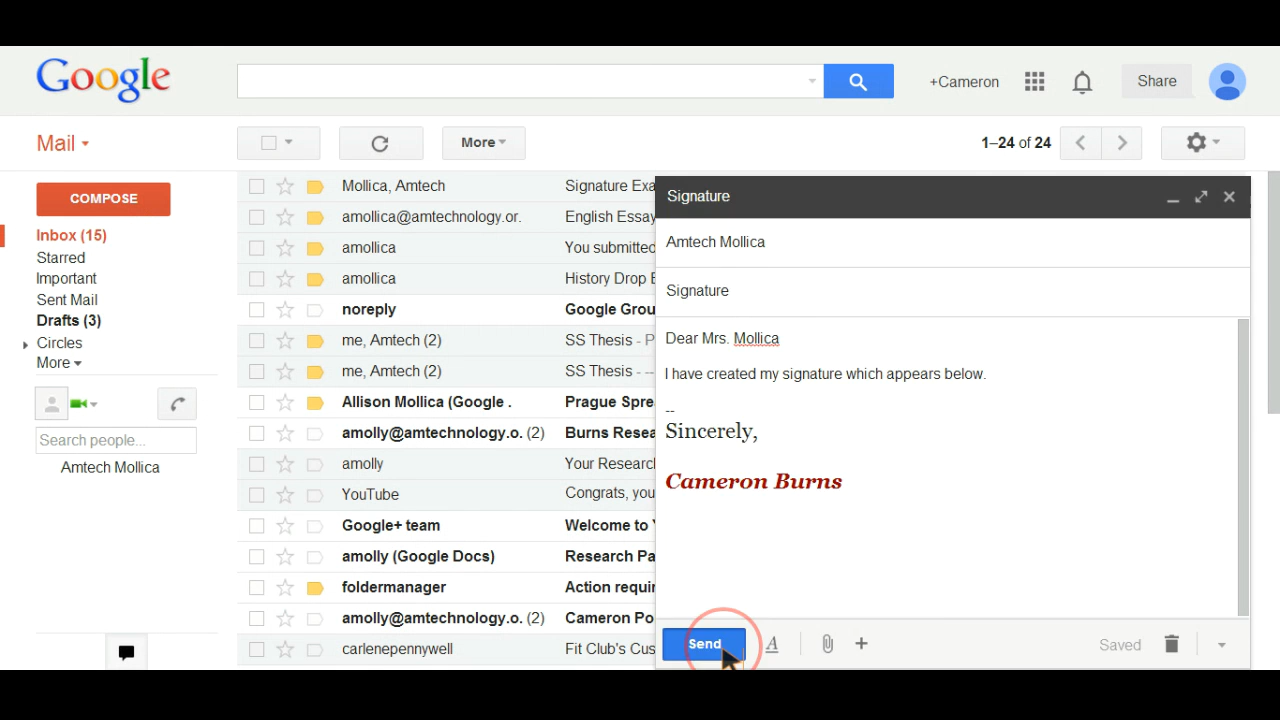 Google
+Cameron
Share
Mail
More
1–24 of 24
COMPOSE
Inbox (15)
Starred
Important
Sent Mail
Drafts (3)
Circles
More
Search people...
Amtech Mollica
Mollica, Amtech Signature Exa
amollica@amtechnology.or. English Essay
amollica You submitted
amollica History Drop
noreply Google Grou
me, Amtech (2) SS Thesis - P
me, Amtech (2) SS Thesis - --
Allison Mollica (Google . Prague Spre
amolly@amtechnology.o. (2) Burns Resea
amolly Your Research
YouTube Congrats, you
Google+ team Welcome to
amolly (Google Docs) Research Pa
foldermanager Action requi
amolly@amtechnology.o. (2) Cameron Po
carlenepennywell Fit Club's Cus
Signature
Amtech Mollica
Signature
Dear Mrs. Mollica
I have created my signature which appears below.
--
Sincerely,
Cameron Burns
Send
A
Saved